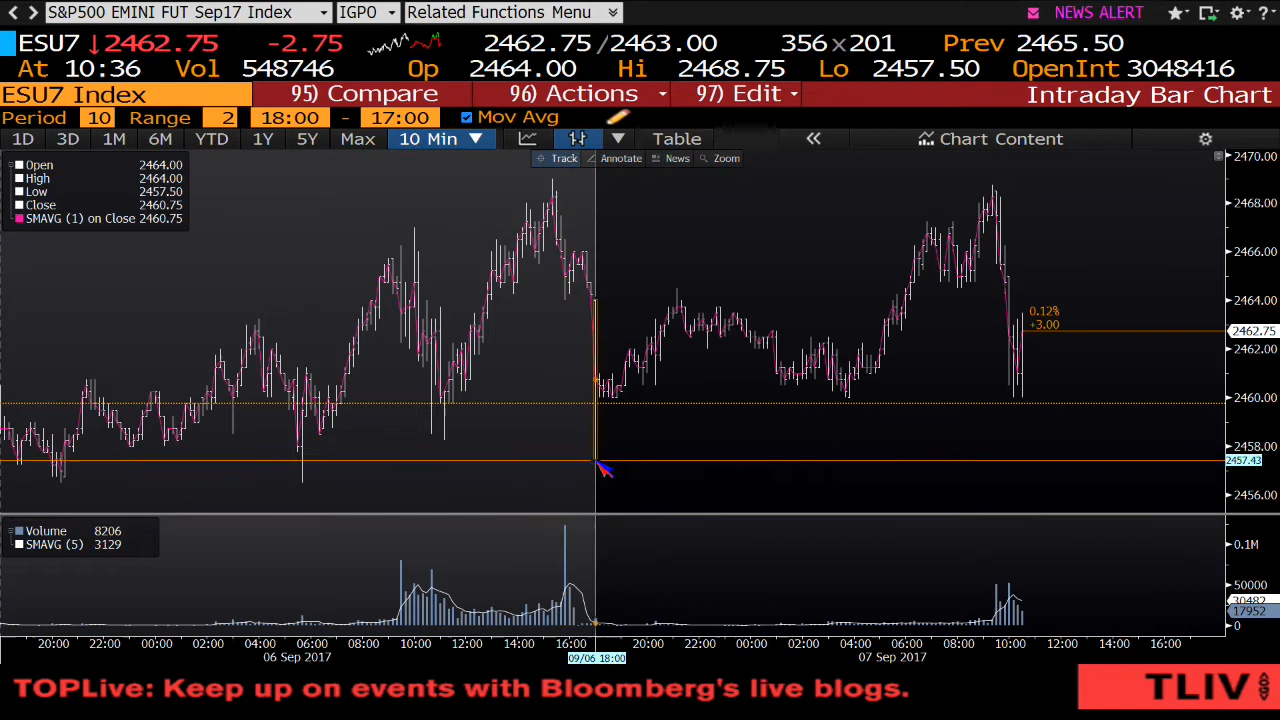 S&P500 EMINI FUT Sep17 Index IGPO Related Functions Menu NEWS ALERT
ESU7 ↓2462.75 -2.75 2462.75/2463.00 356x201 Prev 2465.50
At 10:36 Vol 548746 Op 2464.00 Hi 2468.75 Lo 2457.50 OpenInt 3048416
ESU7 Index 95) Compare 96) Actions 97) Edit Intraday Bar Chart
Period 10 Range 2 18:00 - 17:00 Mov Avg
1D 3D 1M 6M YTD 1Y 5Y Max 10 Min Table Chart Content
Track Annotate News Zoom
Open 2464.00
High 2464.00
Low 2457.50
Close 2460.75
SMAVG (1) on Close 2460.75
2470.00
2468.00
2466.00
2464.00
0.12%
+3.00
2462.75
2462.00
2460.00
2458.00
2457.43
2456.00
Volume 8206
SMAVG (5) 3129
0.1M
50000
30482
17952
0
20:00 22:00 00:00 02:00 04:00 06:00 08:00 10:00 12:00 14:00 16:00 20:00 22:00 00:00 02:00 04:00 06:00 08:00 10:00 12:00 14:00 16:00
06 Sep 2017 09/06 18:00 07 Sep 2017
TOPLive: Keep up on events with Bloomberg's live blogs. TLIV